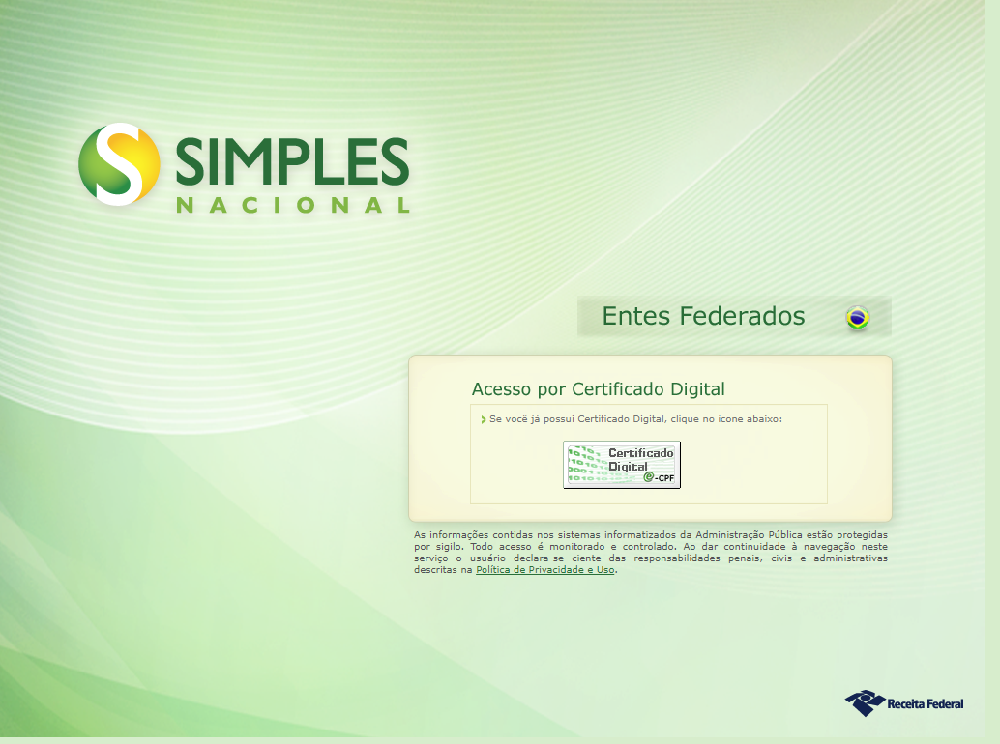 SIMPLES
NACIONAL
Entes Federados
Acesso por Certificado Digital
Se você já possui Certificado Digital, clique no ícone abaixo:
Certificado
Digital
e-CPF
As informações contidas nos sistemas informatizados da Administração Pública estão protegidas
por sigilo. Todo acesso é monitorado e controlado. Ao dar continuidade à navegação neste
serviço o usuário declara-se ciente das responsabilidades penais, civis e administrativas
descritas na Política de Privacidade e Uso.
Receita Federal